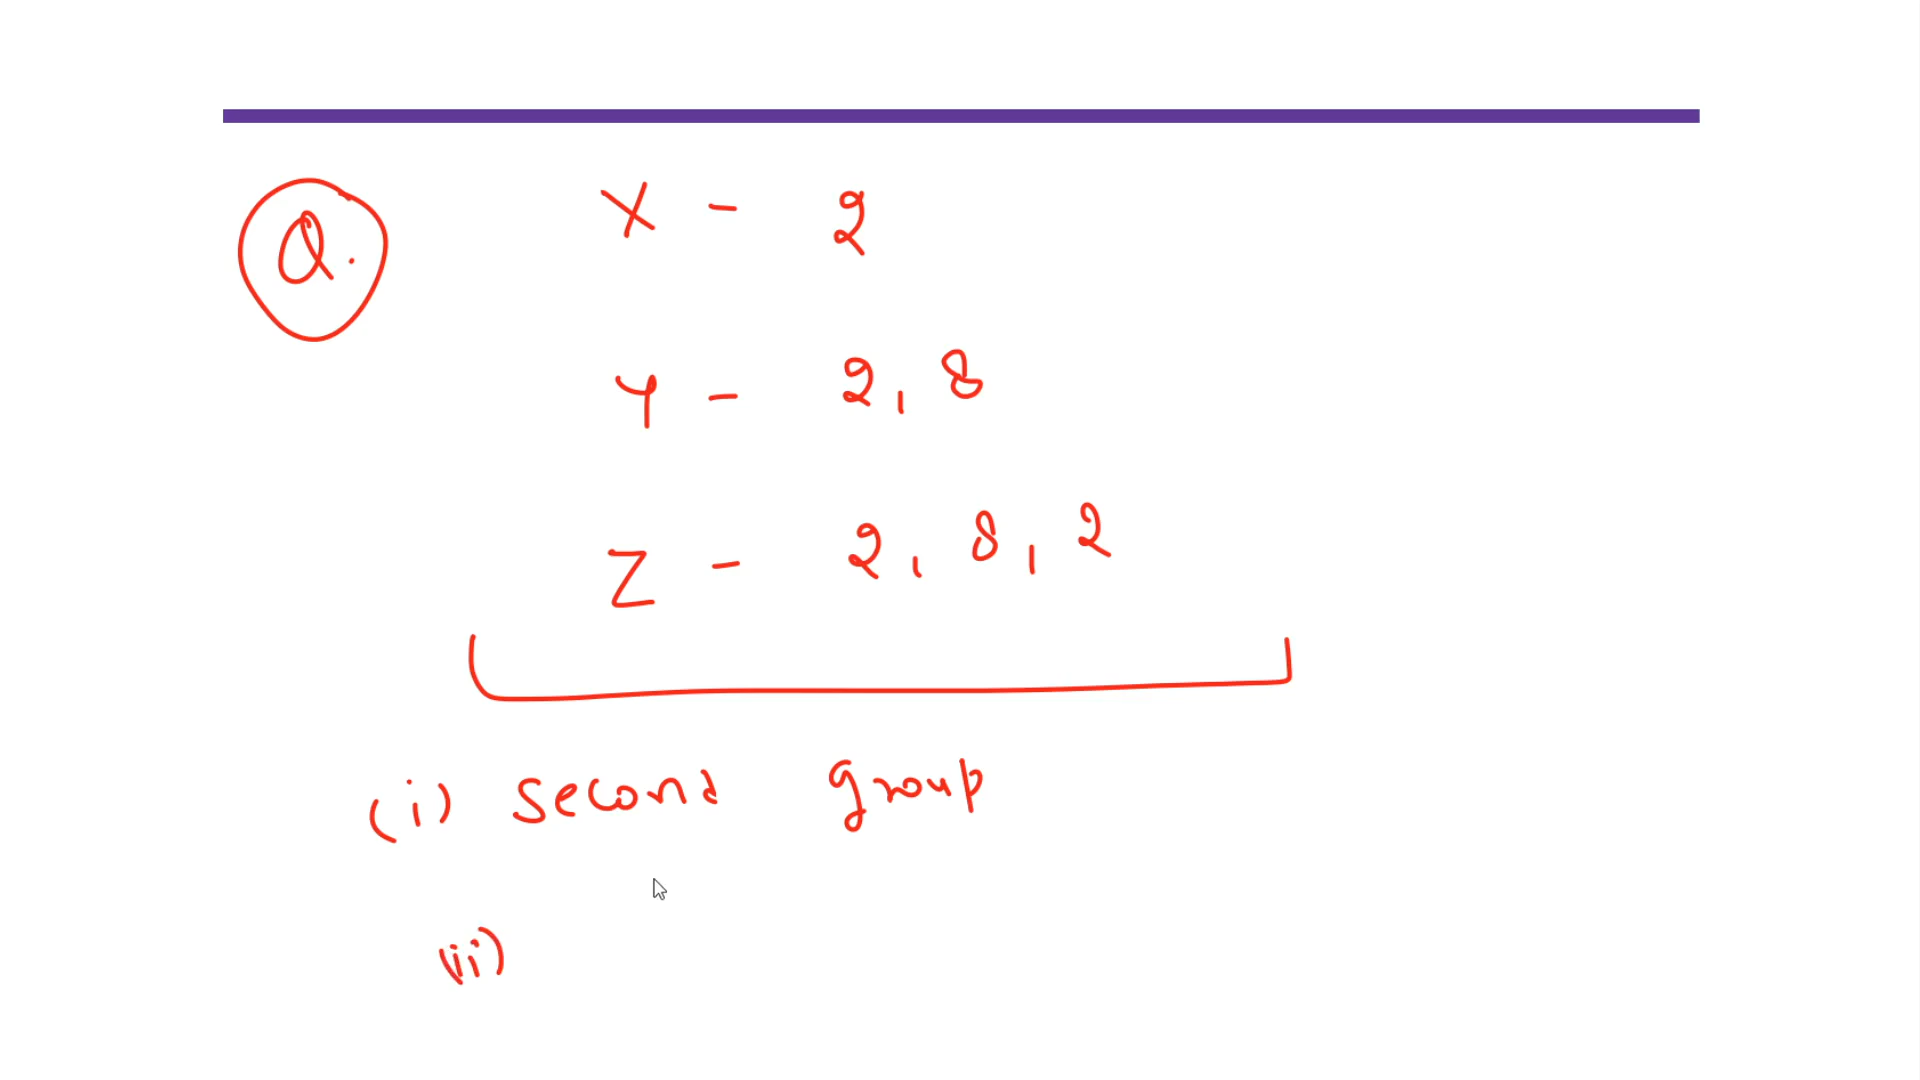 Q.
X - 2
Y - 2, 8
Z - 2, 8, 2
(i) Second group
(ii)